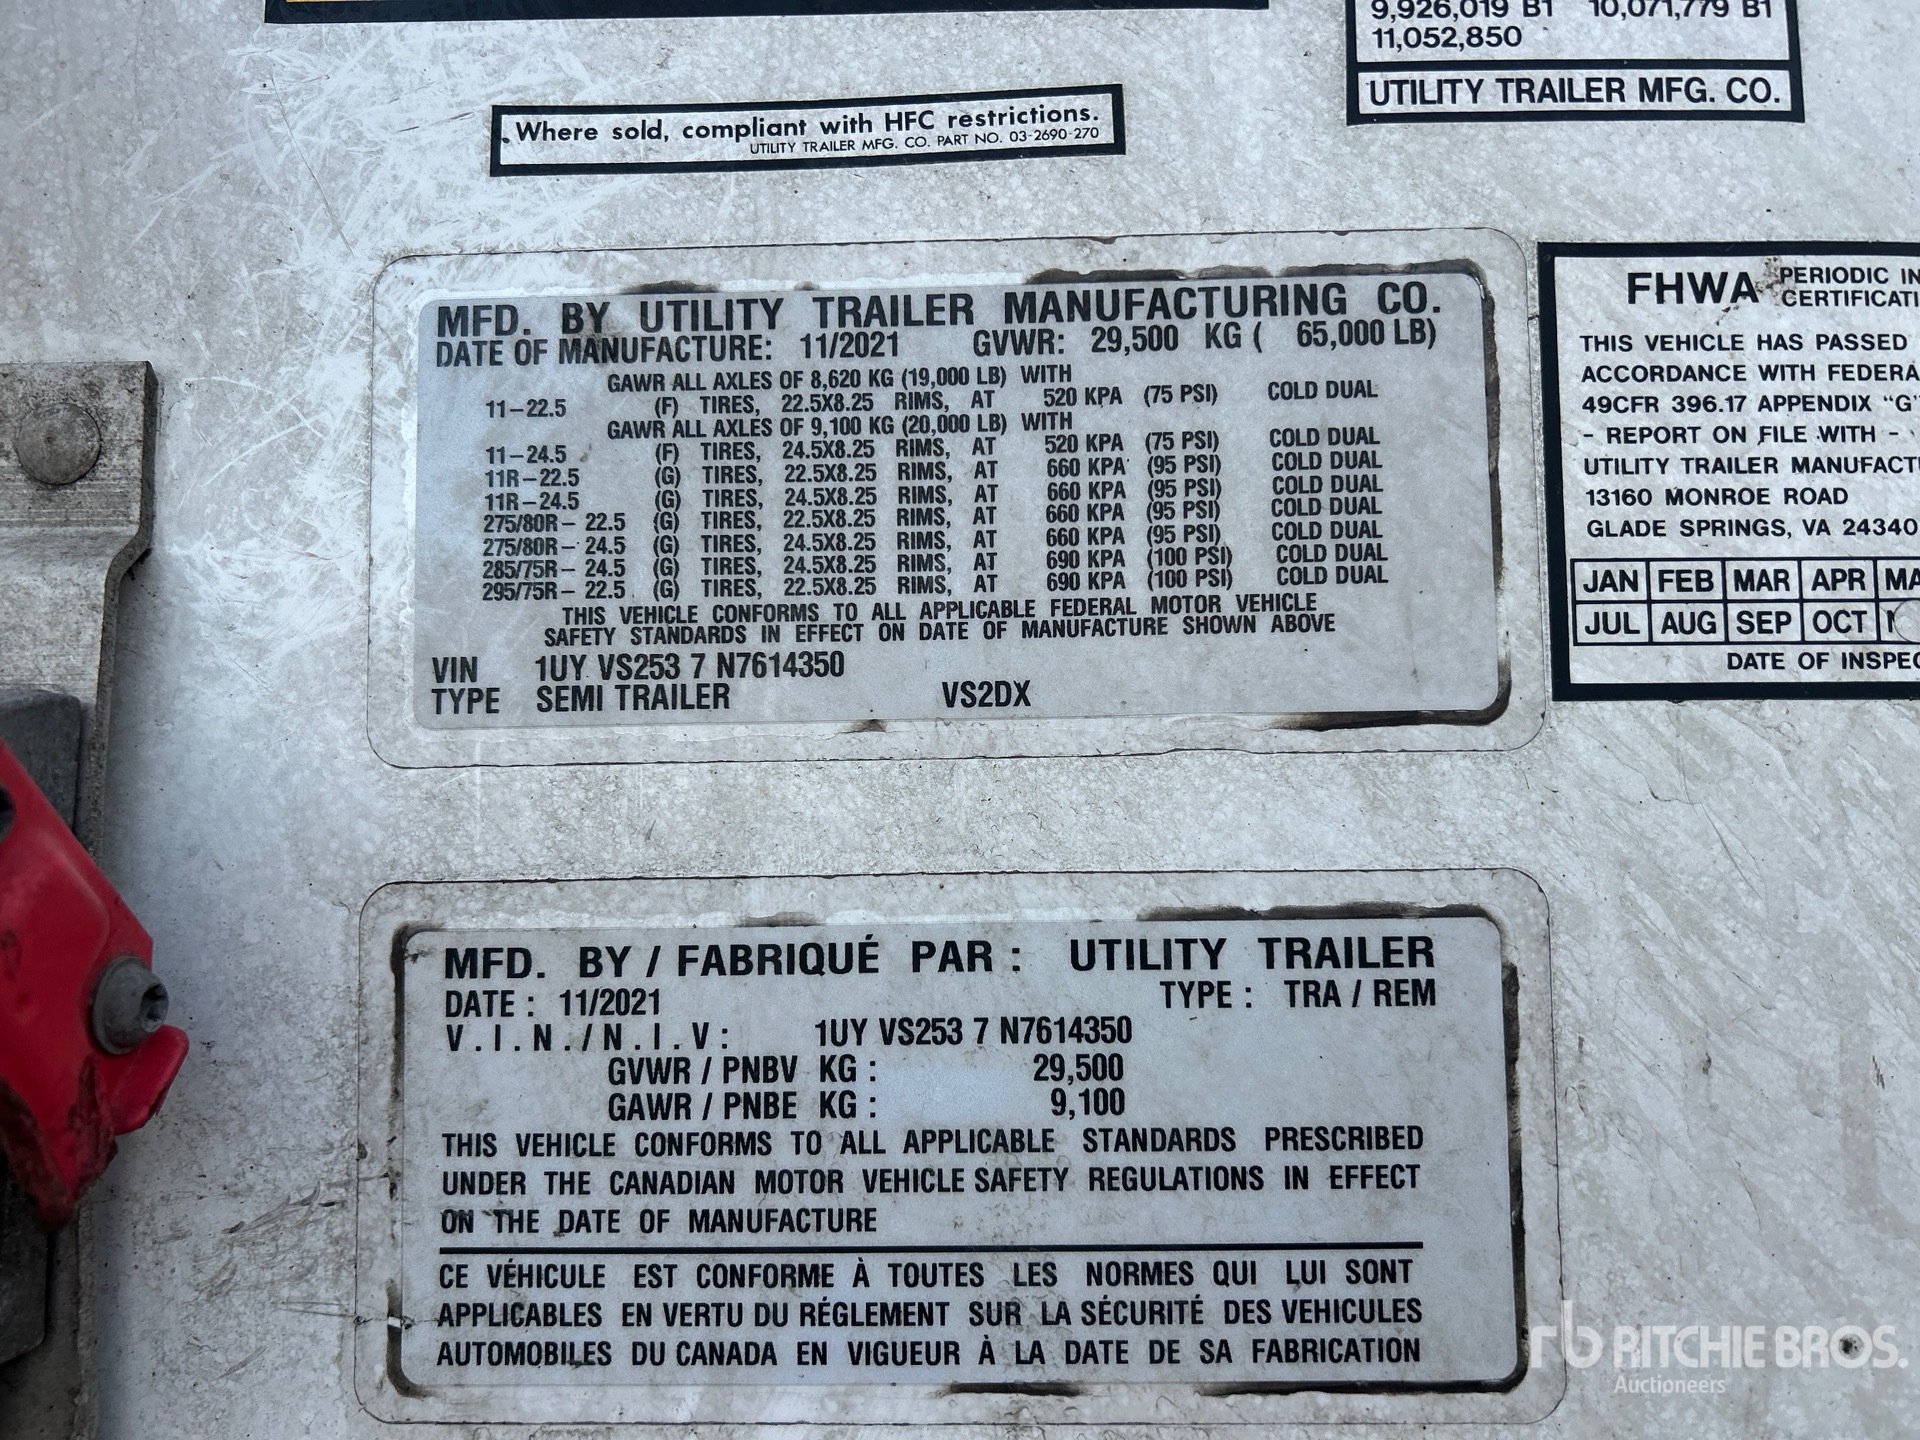 9,926,019 B1 10,071,779 B1
11,052,850
UTILITY TRAILER MFG. CO.
Where sold, compliant with HFC restrictions.
UTILITY TRAILER MFG. CO. PART NO. 03-2690-270
MFD. BY UTILITY TRAILER MANUFACTURING CO.
DATE OF MANUFACTURE: 11/2021 GVWR: 29,500 KG ( 65,000 LB)
GAWR ALL AXLES OF 8,620 KG (19,000 LB) WITH
11-22.5 (F) TIRES, 22.5X8.25 RIMS, AT 520 KPA (75 PSI) COLD DUAL
GAWR ALL AXLES OF 9,100 KG (20,000 LB) WITH
11-24.5 (F) TIRES, 24.5X8.25 RIMS, AT 520 KPA (75 PSI) COLD DUAL
11R-22.5 (G) TIRES, 22.5X8.25 RIMS, AT 660 KPA (95 PSI) COLD DUAL
11R-24.5 (G) TIRES, 24.5X8.25 RIMS, AT 660 KPA (95 PSI) COLD DUAL
275/80R- 22.5 (G) TIRES, 22.5X8.25 RIMS, AT 660 KPA (95 PSI) COLD DUAL
275/80R- 24.5 (G) TIRES, 24.5X8.25 RIMS, AT 660 KPA (95 PSI) COLD DUAL
285/75R- 24.5 (G) TIRES, 24.5X8.25 RIMS, AT 690 KPA (100 PSI) COLD DUAL
295/75R- 22.5 (G) TIRES, 22.5X8.25 RIMS, AT 690 KPA (100 PSI) COLD DUAL
THIS VEHICLE CONFORMS TO ALL APPLICABLE FEDERAL MOTOR VEHICLE
SAFETY STANDARDS IN EFFECT ON DATE OF MANUFACTURE SHOWN ABOVE
VIN 1UY VS253 7 N7614350
TYPE SEMI TRAILER VS2DX
FHWA PERIODIC IN
CERTIFICATI
THIS VEHICLE HAS PASSED
ACCORDANCE WITH FEDERA
49CFR 396.17 APPENDIX "G"
- REPORT ON FILE WITH -
UTILITY TRAILER MANUFACT
13160 MONROE ROAD
GLADE SPRINGS, VA 24340
JAN FEB MAR APR MA
JUL AUG SEP OCT
DATE OF INSPEC
MFD. BY / FABRIQUÉ PAR : UTILITY TRAILER
DATE : 11/2021 TYPE : TRA / REM
V.I.N./N.I.V: 1UY VS253 7 N7614350
GVWR / PNBV KG : 29,500
GAWR / PNBE KG : 9,100
THIS VEHICLE CONFORMS TO ALL APPLICABLE STANDARDS PRESCRIBED
UNDER THE CANADIAN MOTOR VEHICLE SAFETY REGULATIONS IN EFFECT
ON THE DATE OF MANUFACTURE
CE VÉHICULE EST CONFORME À TOUTES LES NORMES QUI LUI SONT
APPLICABLES EN VERTU DU RÉGLEMENT SUR LA SÉCURITÉ DES VEHICULES
AUTOMOBILES DU CANADA EN VIGUEUR À LA DATE DE SA FABRICATION
rb RITCHIE BROS.
Auctioneers